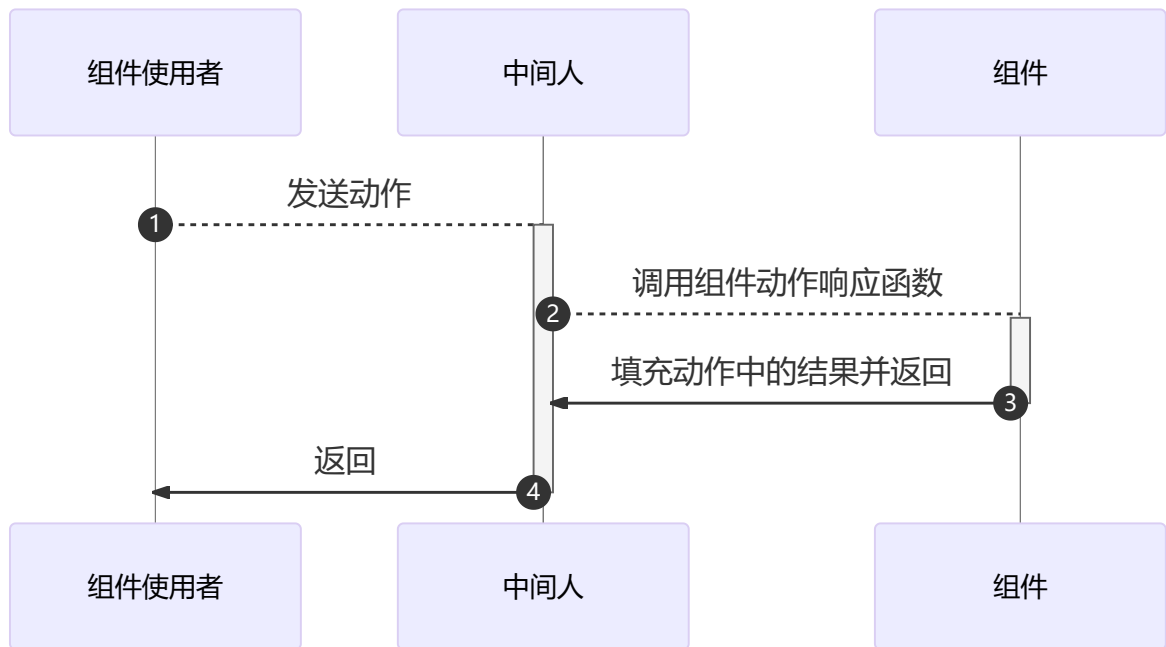 组件使用者
中间人
组件
发送动作
1
调用组件动作响应函数
2
填充动作中的结果并返回
3
返回
4
组件使用者
中间人
组件